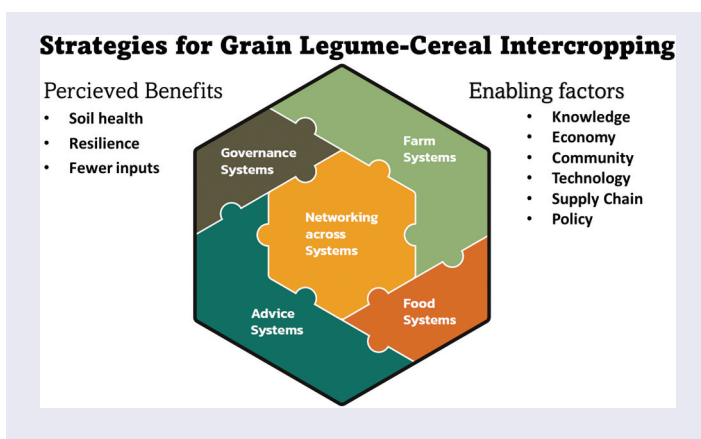 Strategies for Grain Legume-Cereal Intercropping
Percieved Benefits
• Soil health
• Resilience
• Fewer inputs
Enabling factors
• Knowledge
• Economy
• Community
• Technology
• Supply Chain
• Policy
Governance
Systems
Farm
Systems
Networking
across
Systems
Advice
Systems
Food
Systems